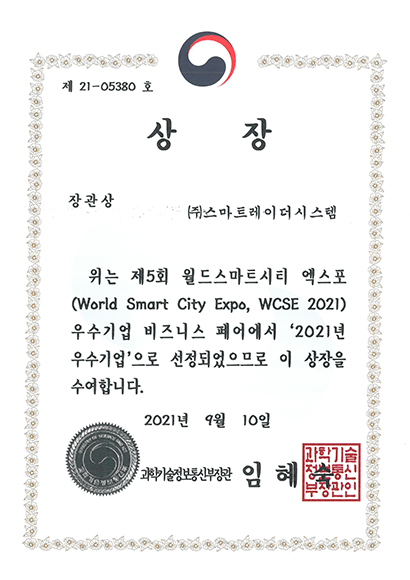 제 21-05380 호
상 장
장관상
㈜스마트레이더시스템
위는 제5회 월드스마트시티 엑스포
(World Smart City Expo, WCSE 2021)
우수기업 비즈니스 페어에서 '2021년
우수기업'으로 선정되었으므로 이 상장을
수여합니다.
2021년 9월 10일
과학기술정보통신부장관 임 혜 숙
과학기술
정보통신
부장관인